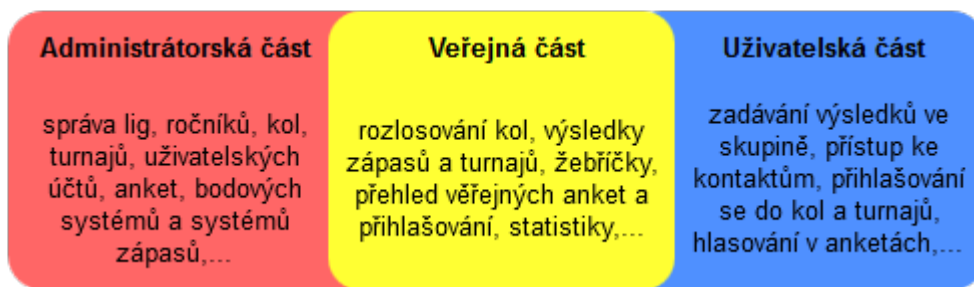 Administrátorská část
správa lig, ročníků, kol,
turnajů, uživatelských
účtů, anket, bodových
systémů a systémů
zápasů,...
Veřejná část
rozlosování kol, výsledky
zápasů a turnajů, žebříčky,
přehled věřejných anket a
přihlašování, statistiky,...
Uživatelská část
zadávání výsledků ve
skupině, přístup ke
kontaktům, přihlašování
se do kol a turnajů,
hlasování v anketách,...